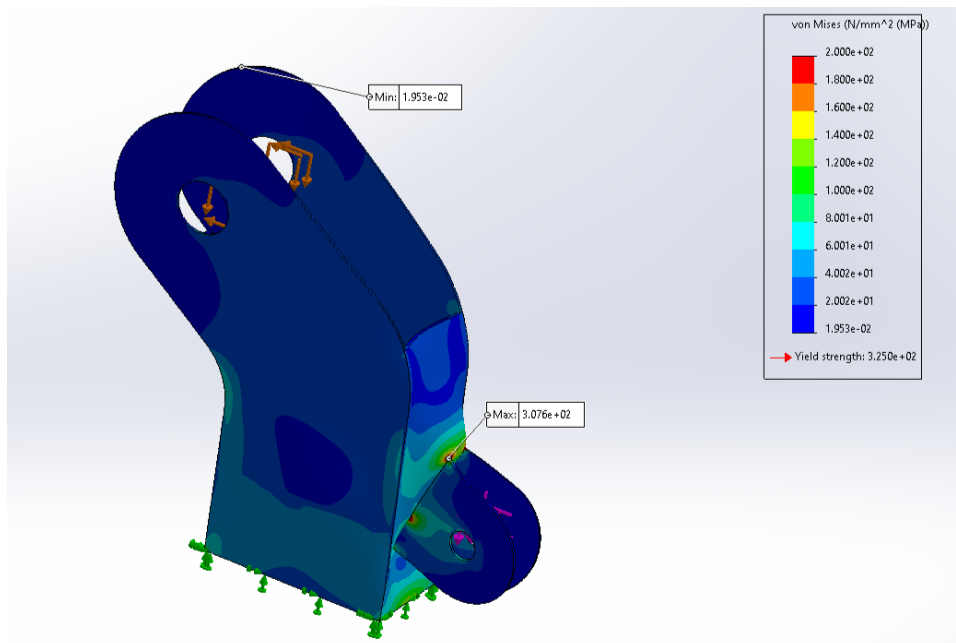 von Mises (N/mm^2 (MPa))
2.000e+02
1.800e+02
1.600e+02
1.400e+02
1.200e+02
1.000e+02
8.001e+01
6.001e+01
4.002e+01
2.002e+01
1.953e-02
Yield strength: 3.250e+02
Min: 1.953e-02
Max: 3.076e+02